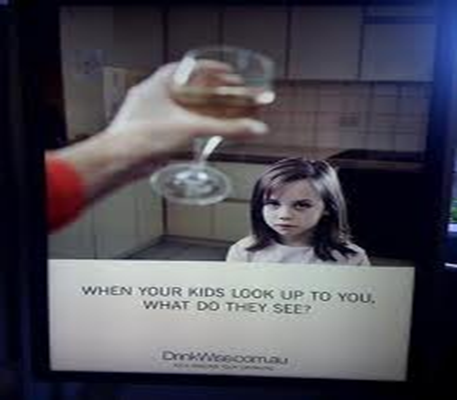 WHEN YOUR KIDS LOOK UP TO YOU,
WHAT DO THEY SEE?
DrinkWise.com.au